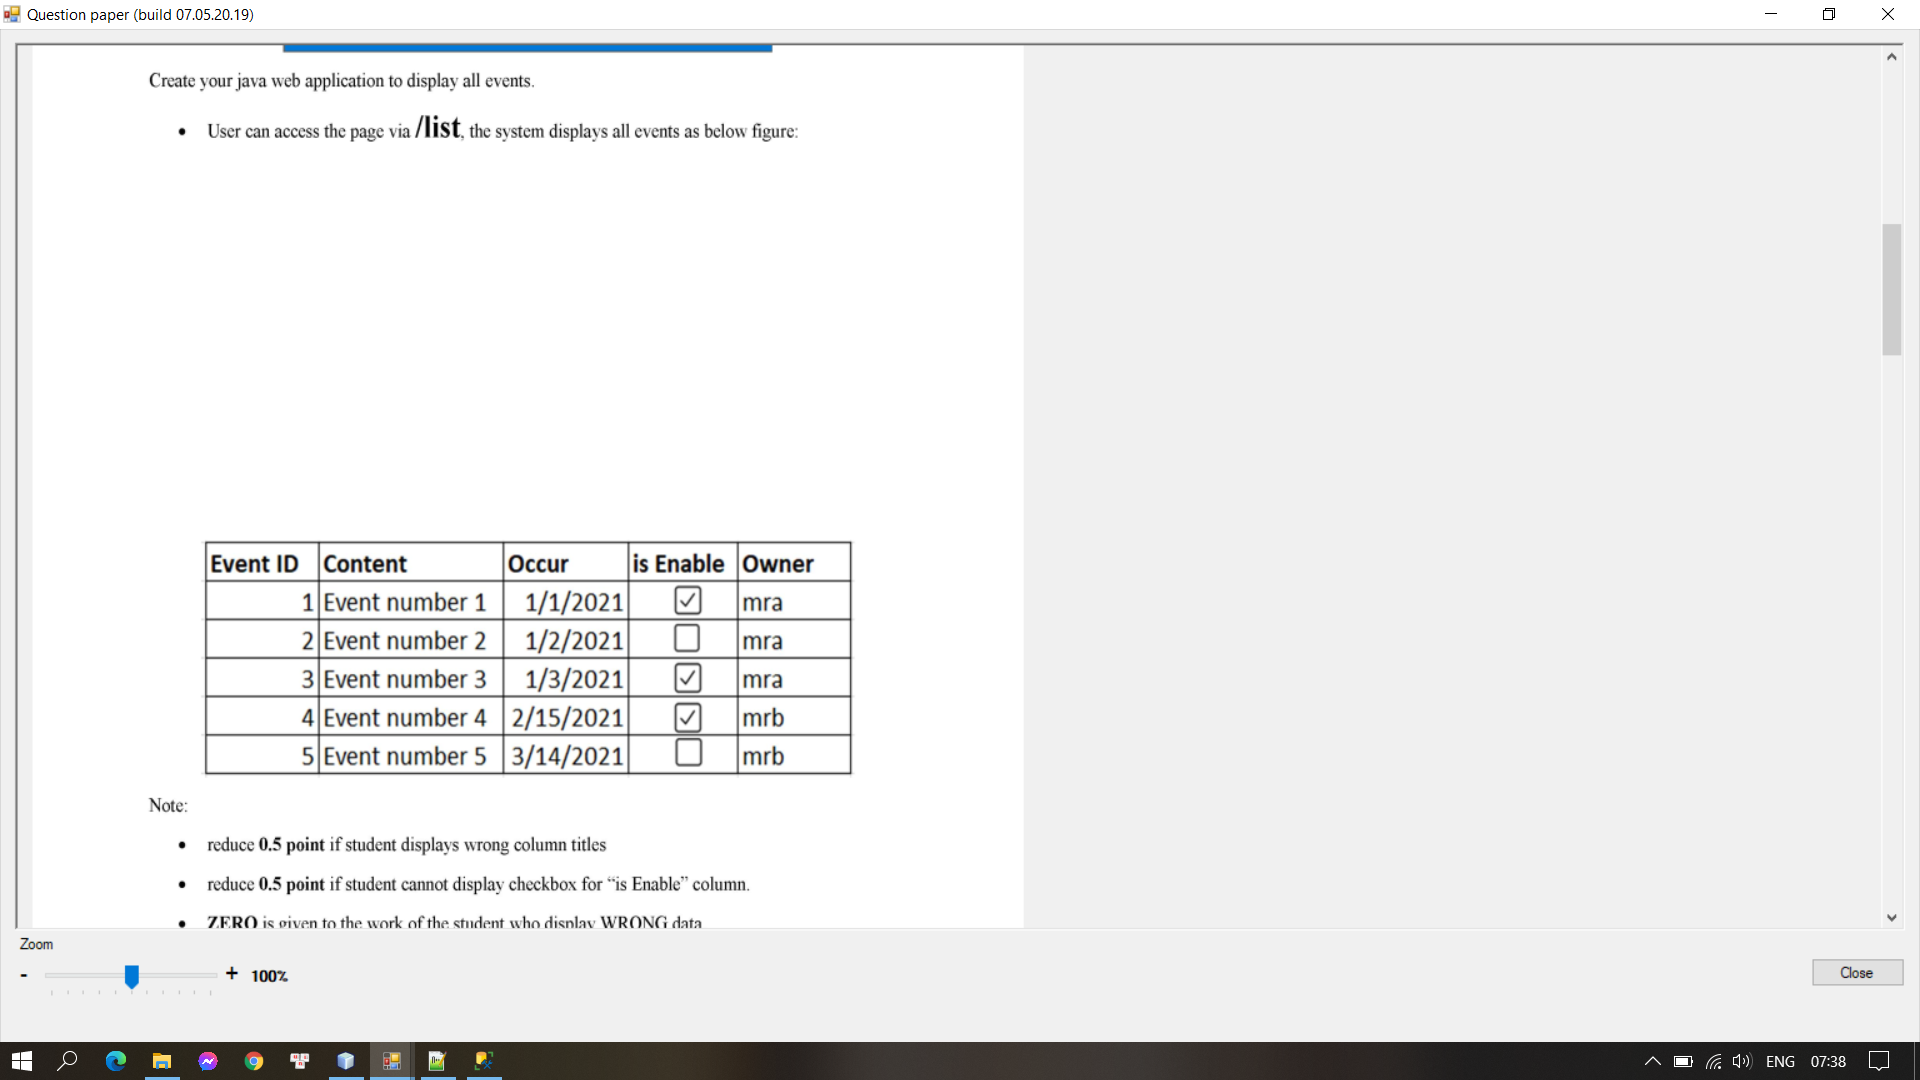 Question paper (build 07.05.20.19)
Create your java web application to display all events.
• User can access the page via /list, the system displays all events as below figure:
Event ID Content Occur is Enable Owner
1 Event number 1 1/1/2021 mra
2 Event number 2 1/2/2021 mra
3 Event number 3 1/3/2021 mra
4 Event number 4 2/15/2021 mrb
5 Event number 5 3/14/2021 mrb
Note:
• reduce 0.5 point if student displays wrong column titles
• reduce 0.5 point if student cannot display checkbox for “is Enable” column.
• ZERO is given to the work of the student who display WRONG data
Zoom
- + 100%
Close
ENG 07:38